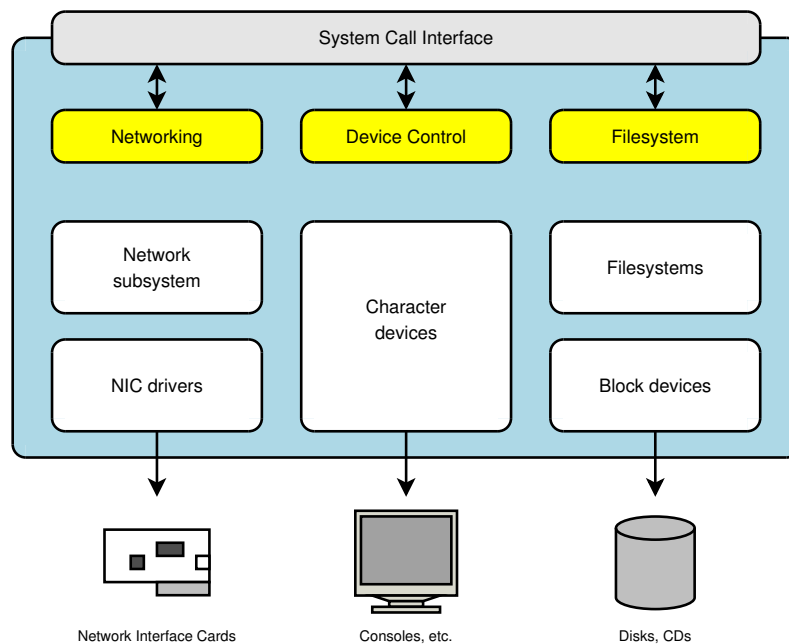 System Call Interface
Networking
Device Control
Filesystem
Network
subsystem
Character
devices
Filesystems
NIC drivers
Block devices
Network Interface Cards
Consoles, etc.
Disks, CDs